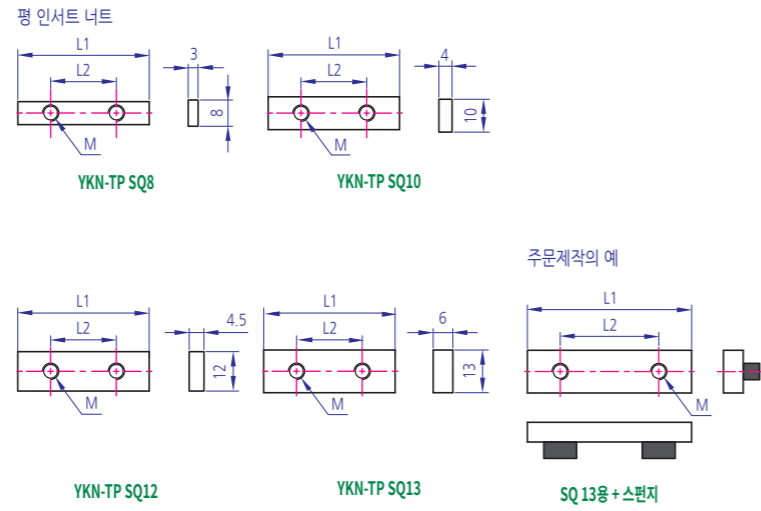 평 인서트 너트
L1
L2
3
8
M
YKN-TP SQ8
L1
L2
4
10
M
YKN-TP SQ10
L1
L2
4.5
12
M
YKN-TP SQ12
L1
L2
6
13
M
YKN-TP SQ13
주문제작의 예
L1
L2
M
SQ 13용 + 스펀지